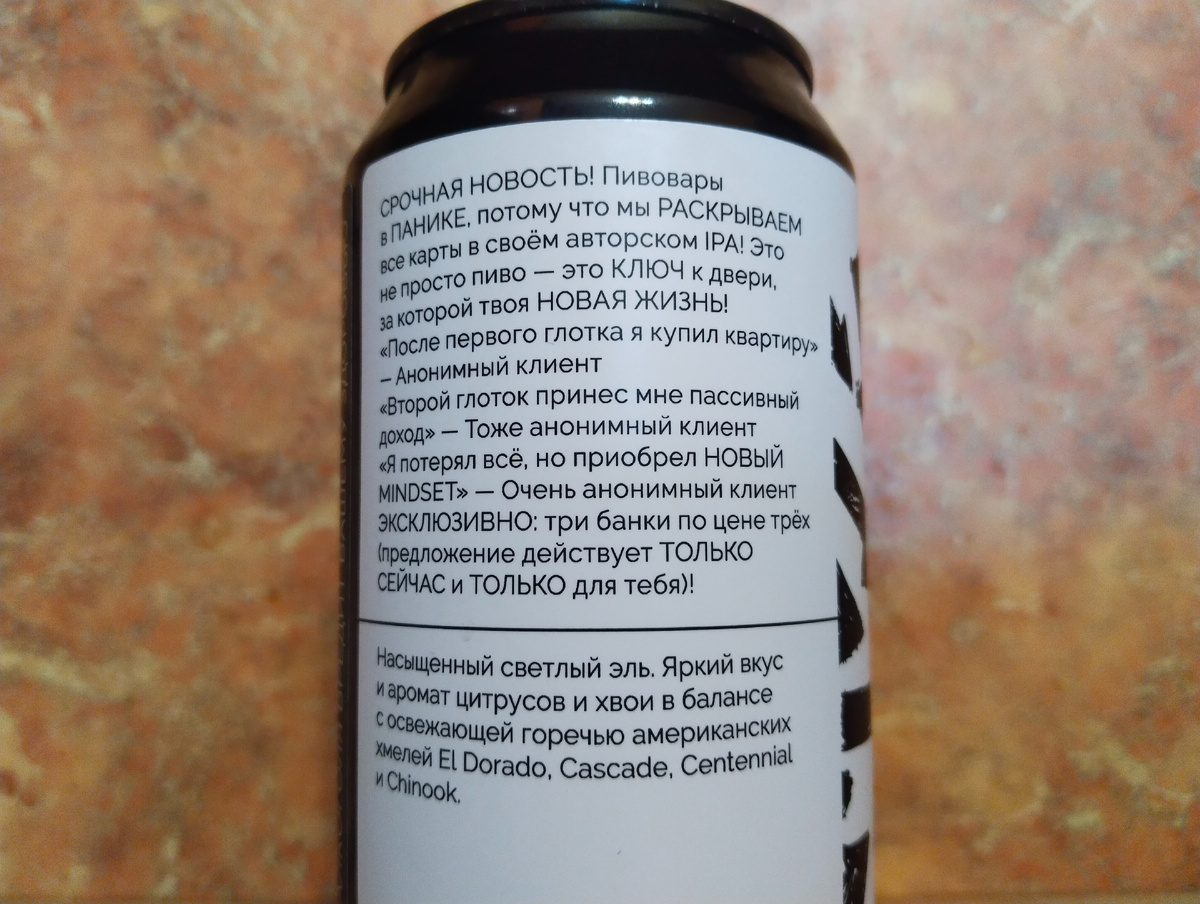 СРОЧНАЯ НОВОСТЬ! Пивовары
в ПАНИКЕ, потому что мы РАСКРЫВАЕМ
все карты в своём авторском IPA! Это
не просто пиво — это КЛЮЧ к двери,
за которой твоя НОВАЯ ЖИЗНЬ!
«После первого глотка я купил квартиру»
– Анонимный клиент
«Второй глоток принес мне пассивный
доход» — Тоже анонимный клиент
«Я потерял всё, но приобрел НОВЫЙ
MINDSET» — Очень анонимный клиент
ЭКСКЛЮЗИВНО: три банки по цене трёх
(предложение действует ТОЛЬКО
СЕЙЧАС и ТОЛЬКО для тебя)!
Насыщенный светлый эль. Яркий вкус
и аромат цитрусов и хвои в балансе
с освежающей горечью американских
хмелей El Dorado, Cascade, Centennial
и Chinook.